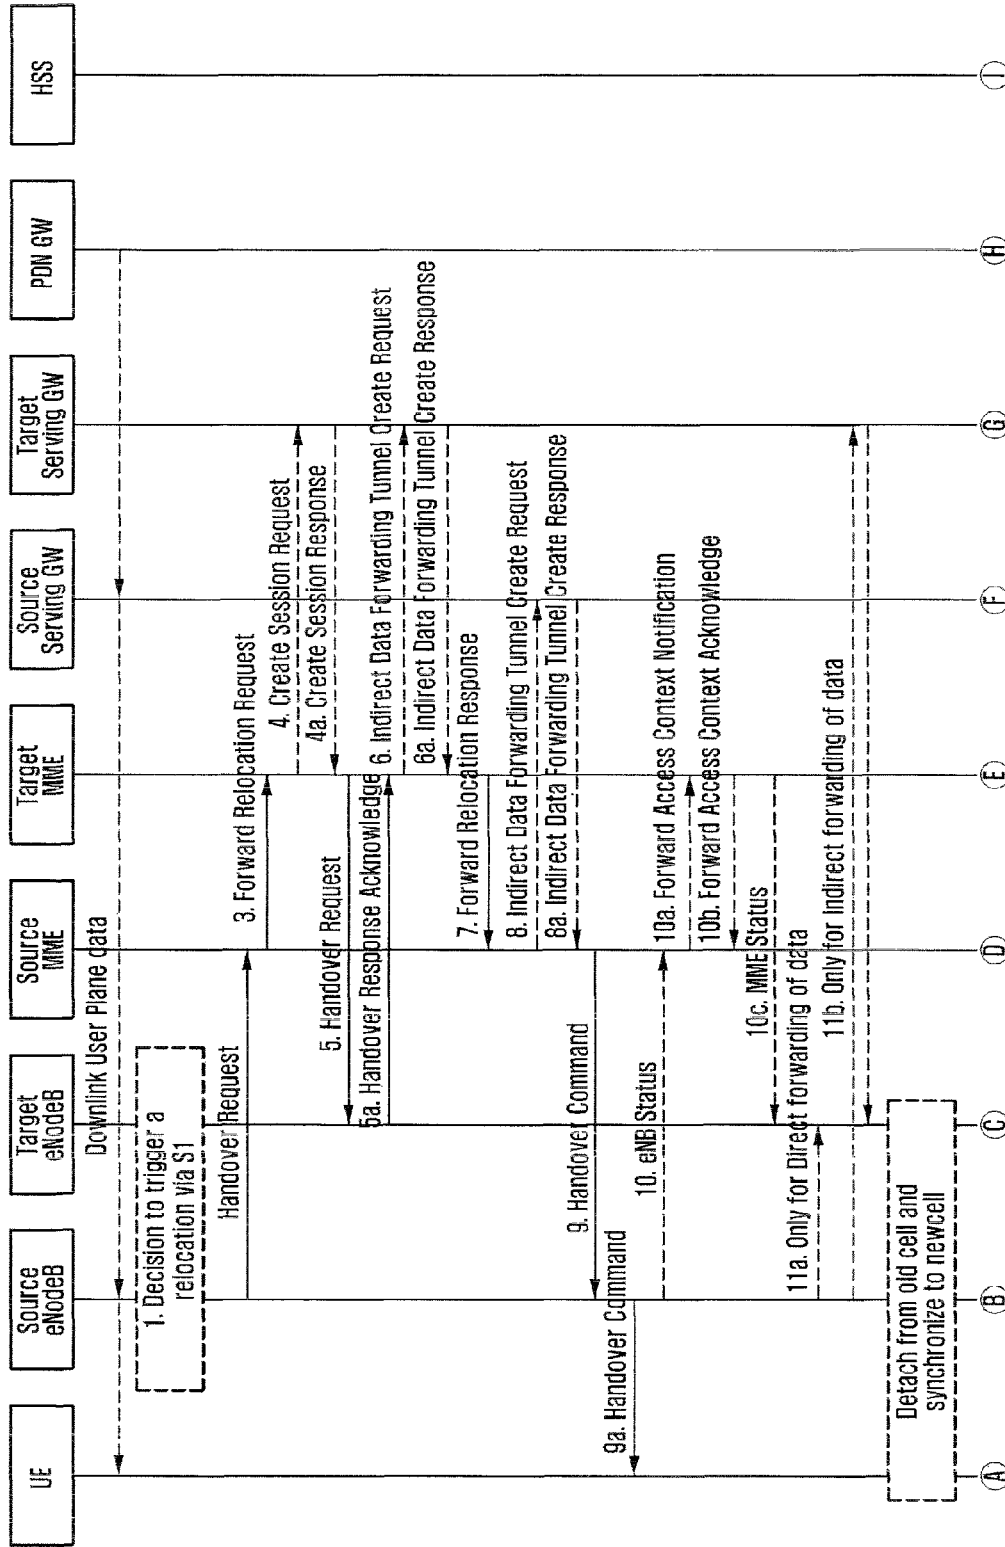 UE
Source
eNodeB
Target
eNodeB
Source
MME
Target
MME
Source
Serving GW
Target
Serving GW
PDN GW
HSS
Downlink User Plane data
1. Decision to trigger a
relocation via S1
Handover Request
3. Forward Relocation Request
4. Create Session Request
4a. Create Session Response
5. Handover Request
5a. Handover Response Acknowledge
6. Indirect Data Forwarding Tunnel Create Request
6a. Indirect Data Forwarding Tunnel Create Response
7. Forward Relocation Response
8. Indirect Data Forwarding Tunnel Create Request
8a. Indirect Data Forwarding Tunnel Create Response
9. Handover Command
9a. Handover Command
10. eNB Status
10a. Forward Access Context Notification
10b. Forward Access Context Acknowledge
10c. MME Status
11a. Only for Direct forwarding of data
11b. Only for Indirect forwarding of data
Detach from old cell and
synchronize to newcell
A
B
C
D
E
F
G
H
I